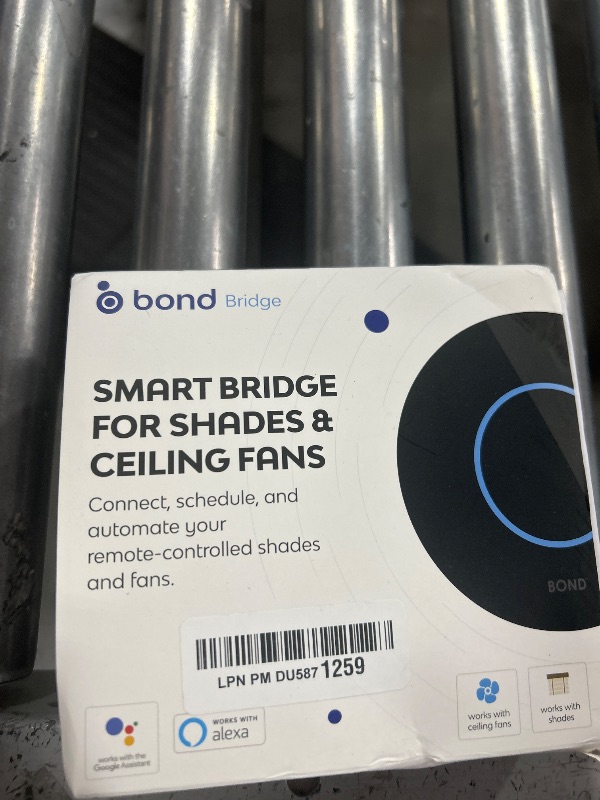 bond Bridge
SMART BRIDGE
FOR SHADES &
CEILING FANS
Connect, schedule, and
automate your
remote-controlled shades
and fans.
BOND
LPN PM DU587 1259
works with the
Google Assistant
WORKS WITH
alexa
works with
ceiling fans
works with
shades